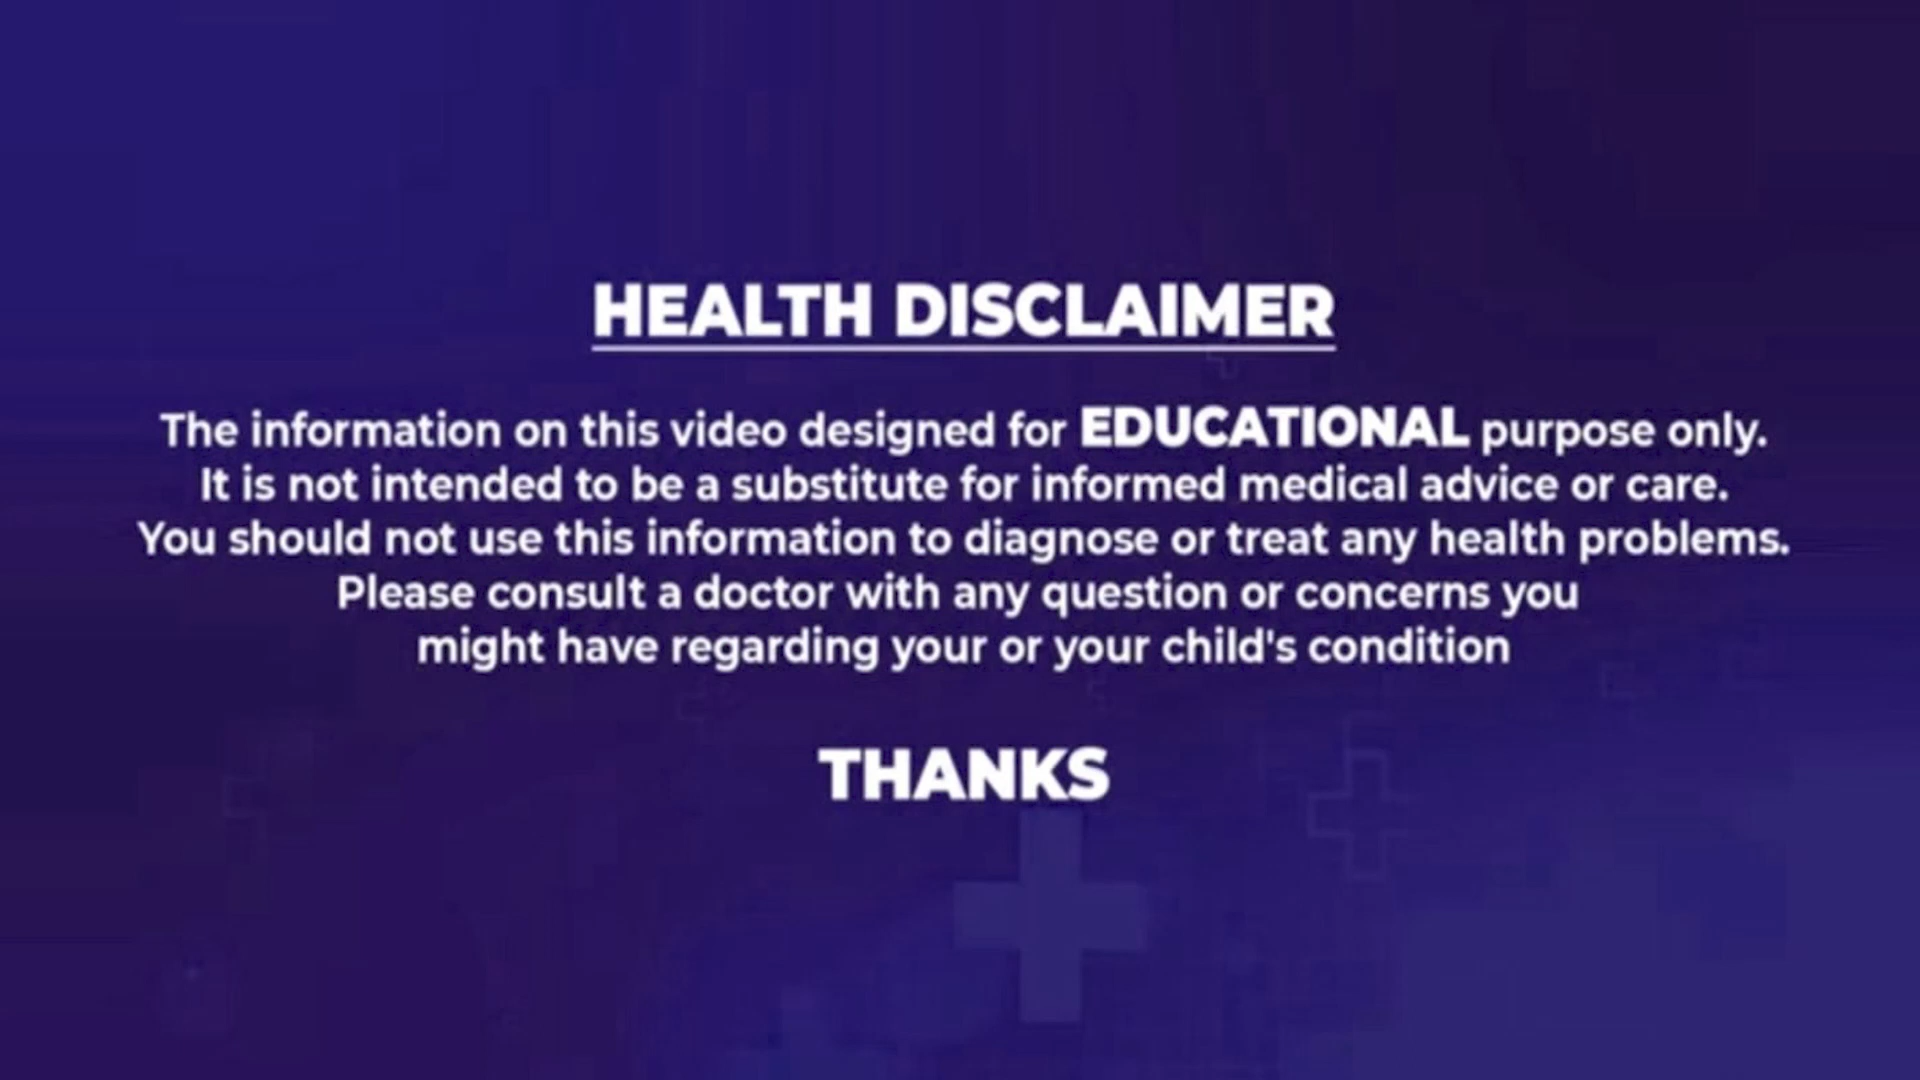 HEALTH DISCLAIMER
The information on this video designed for EDUCATIONAL purpose only.
It is not intended to be a substitute for informed medical advice or care.
You should not use this information to diagnose or treat any health problems.
Please consult a doctor with any question or concerns you
might have regarding your or your child's condition
THANKS